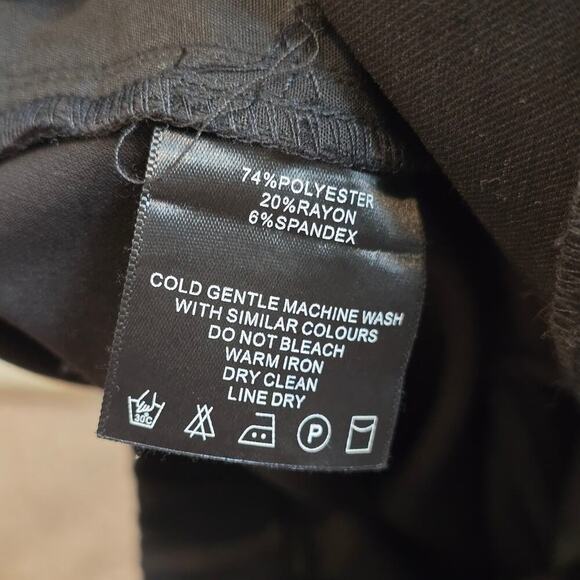 74%POLYESTER
20%RAYON
6%SPANDEX
COLD GENTLE MACHINE WASH
WITH SIMILAR COLOURS
DO NOT BLEACH
WARM IRON
DRY CLEAN
LINE DRY
30C P